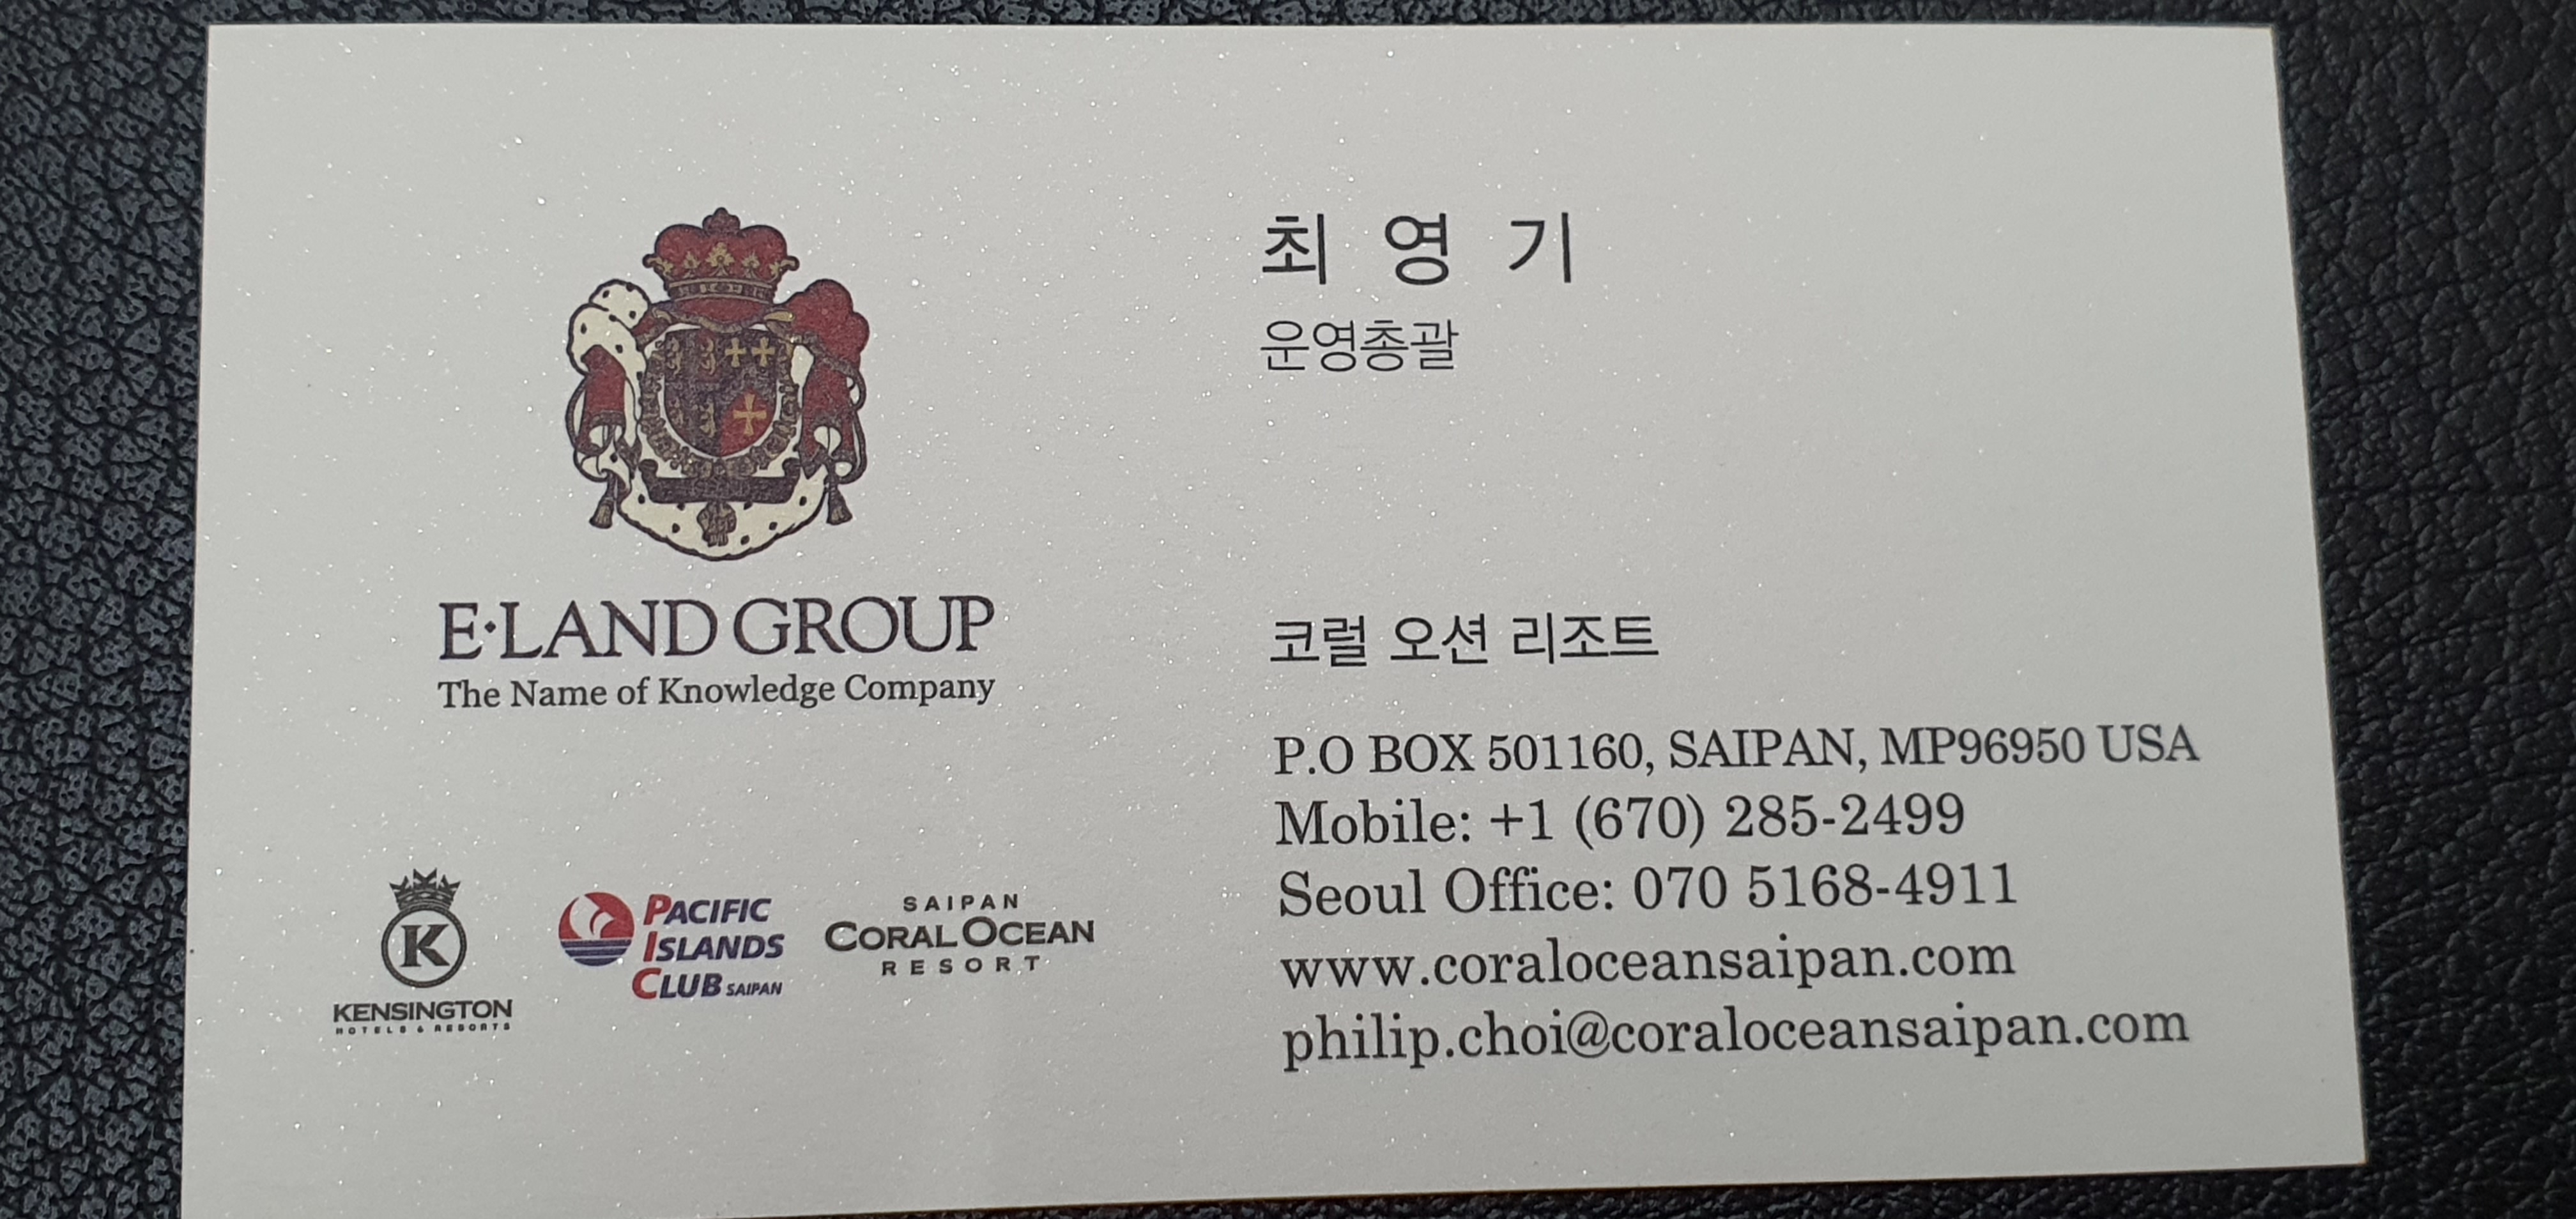 E·LAND GROUP
The Name of Knowledge Company
K
KENSINGTON
HOTELS & RESORTS
PACIFIC
ISLANDS
CLUB SAIPAN
SAIPAN
CORAL OCEAN
RESORT
최 영 기
운영총괄
코럴 오션 리조트
P.O BOX 501160, SAIPAN, MP96950 USA
Mobile: +1 (670) 285-2499
Seoul Office: 070 5168-4911
www.coraloceansaipan.com
philip.choi@coraloceansaipan.com